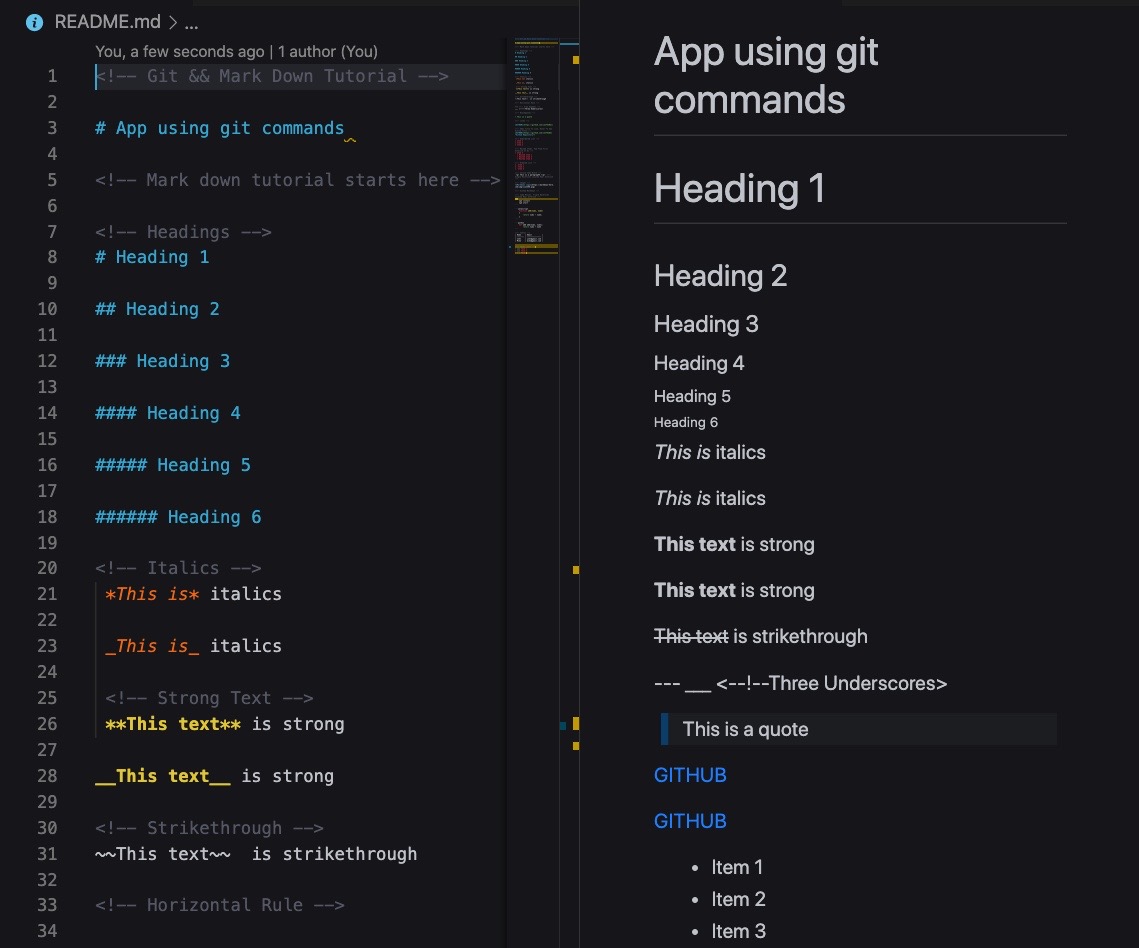 README.md > ...
You, a few seconds ago | 1 author (You)
1 <!-- Git && Mark Down Tutorial -->
2
3 # App using git commands
4
5 <!-- Mark down tutorial starts here -->
6
7 <!-- Headings -->
8 # Heading 1
9
10 ## Heading 2
11
12 ### Heading 3
13
14 #### Heading 4
15
16 ##### Heading 5
17
18 ###### Heading 6
19
20 <!-- Italics -->
21 *This is* italics
22
23 _This is_ italics
24
25 <!-- Strong Text -->
26 **This text** is strong
27
28 __This text__ is strong
29
30 <!-- Strikethrough -->
31 ~~This text~~  is strikethrough
32
33 <!-- Horizontal Rule -->
34
App using git
commands
Heading 1
Heading 2
Heading 3
Heading 4
Heading 5
Heading 6
This is italics
This is italics
This text is strong
This text is strong
This text is strikethrough
--- ___ <--!--Three Underscores>
This is a quote
GITHUB
GITHUB
• Item 1
• Item 2
• Item 3